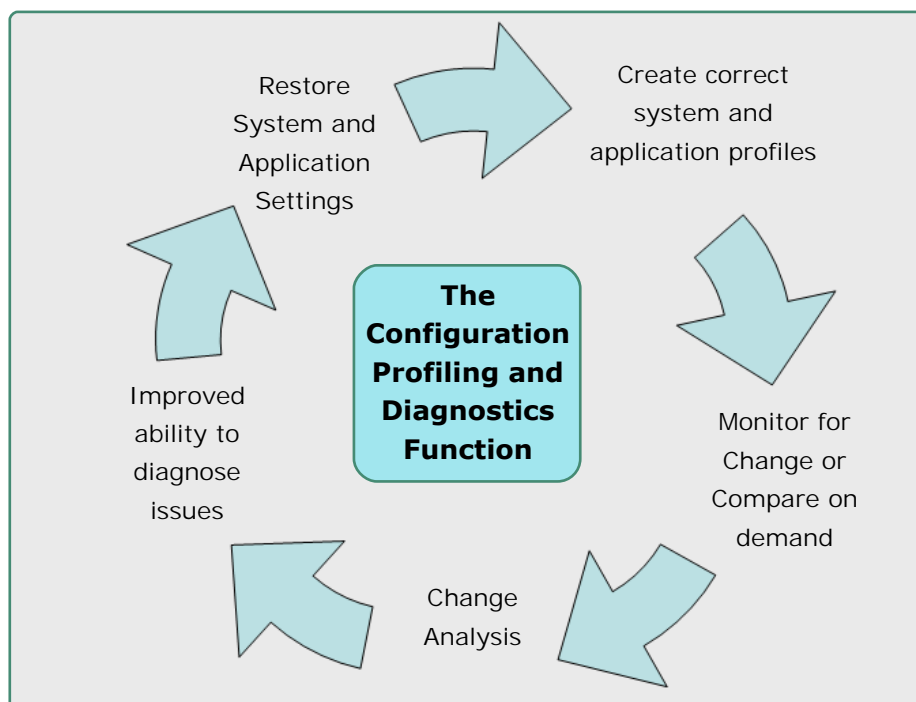 Restore
System and
Application
Settings
Create correct
system and
application profiles
The
Configuration
Profiling and
Diagnostics
Function
Improved
ability to
diagnose
issues
Monitor for
Change or
Compare on
demand
Change
Analysis